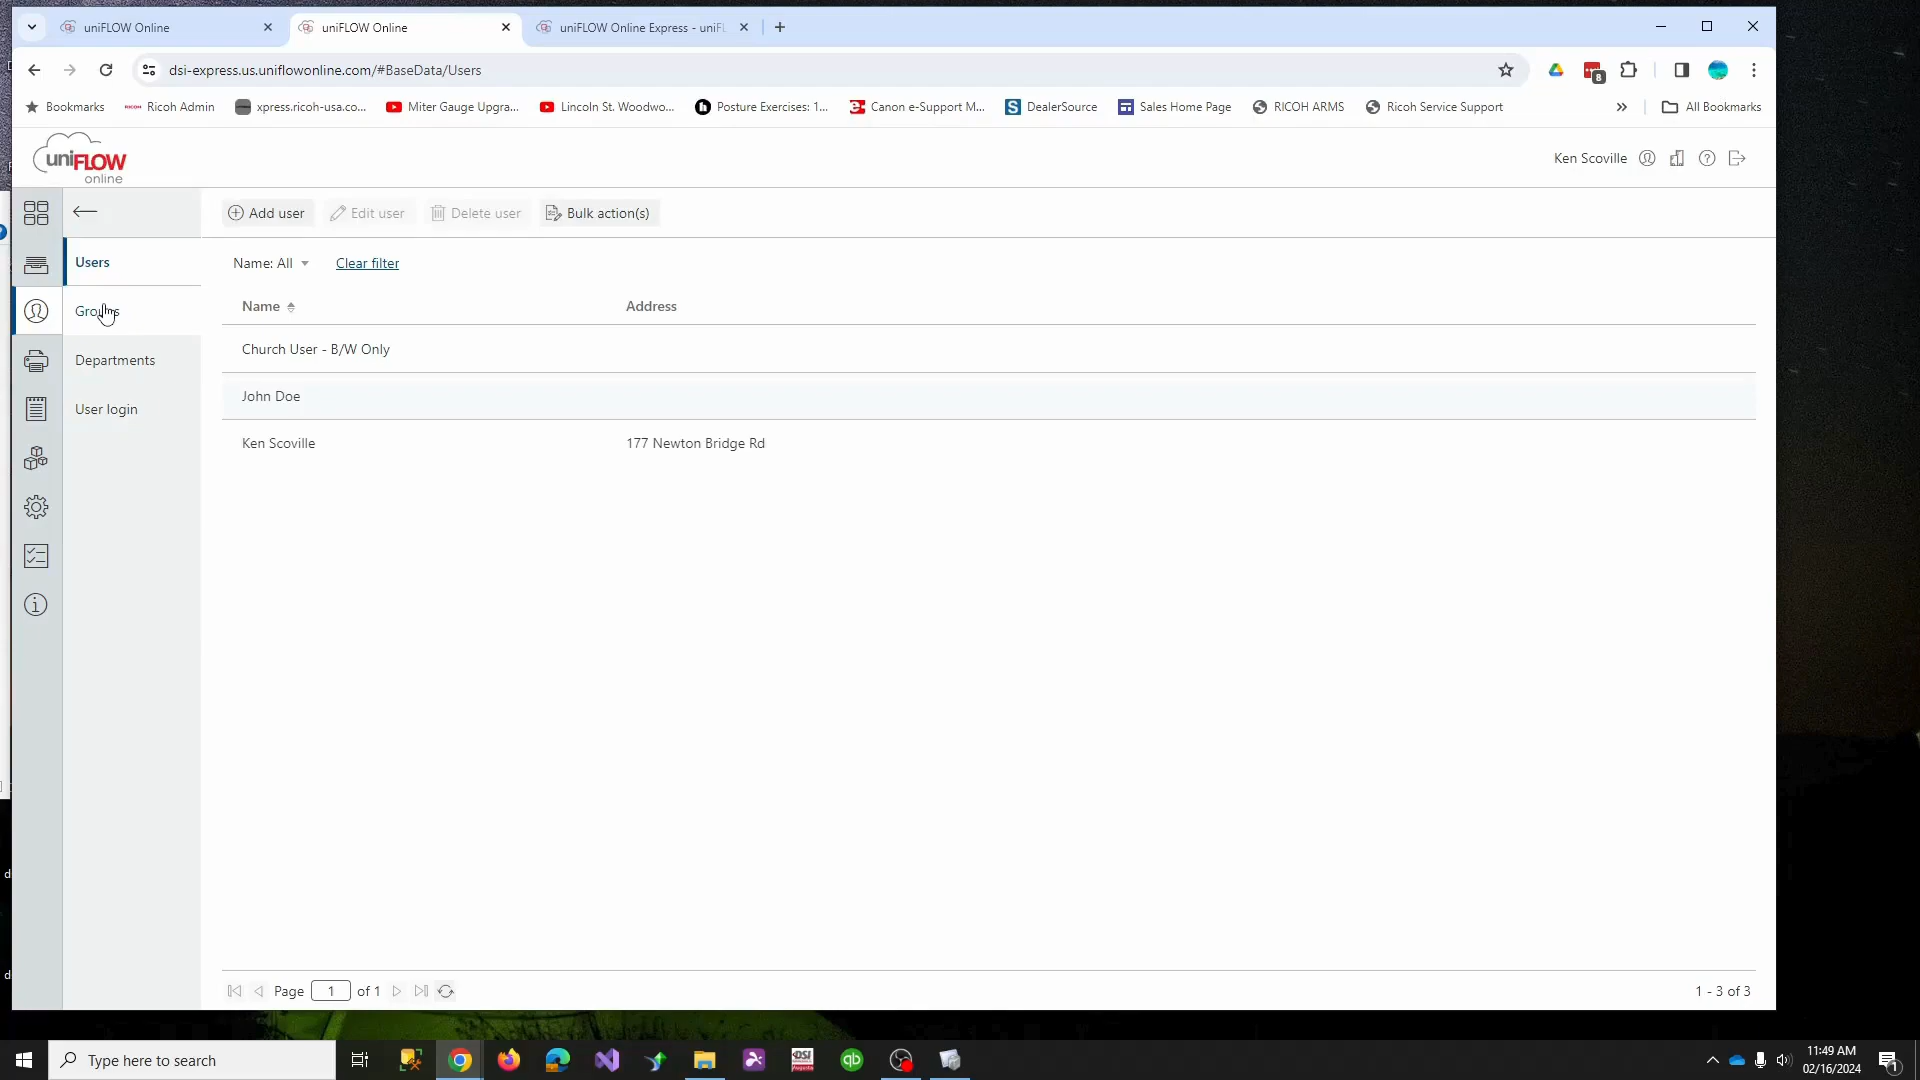 uniFLOW Online
uniFLOW Online
uniFLOW Online Express - uniFL
dsi-express.us.uniflowonline.com/#BaseData/Users
8
Bookmarks
RICOH
Ricoh Admin
xpress.ricoh-usa.co...
Miter Gauge Upgra...
Lincoln St. Woodwo...
Posture Exercises: 1...
Canon e-Support M...
DealerSource
Sales Home Page
RICOH ARMS
Ricoh Service Support
»
All Bookmarks
uniFLOW
online
Ken Scoville
Add user
Edit user
Delete user
Bulk action(s)
Users
Groups
Departments
User login
Name: All
Clear filter
Name
Address
Church User - B/W Only
John Doe
Ken Scoville
177 Newton Bridge Rd
Page 1 of 1
1 - 3 of 3
Type here to search
DSI
qb
11:49 AM
02/16/2024
1